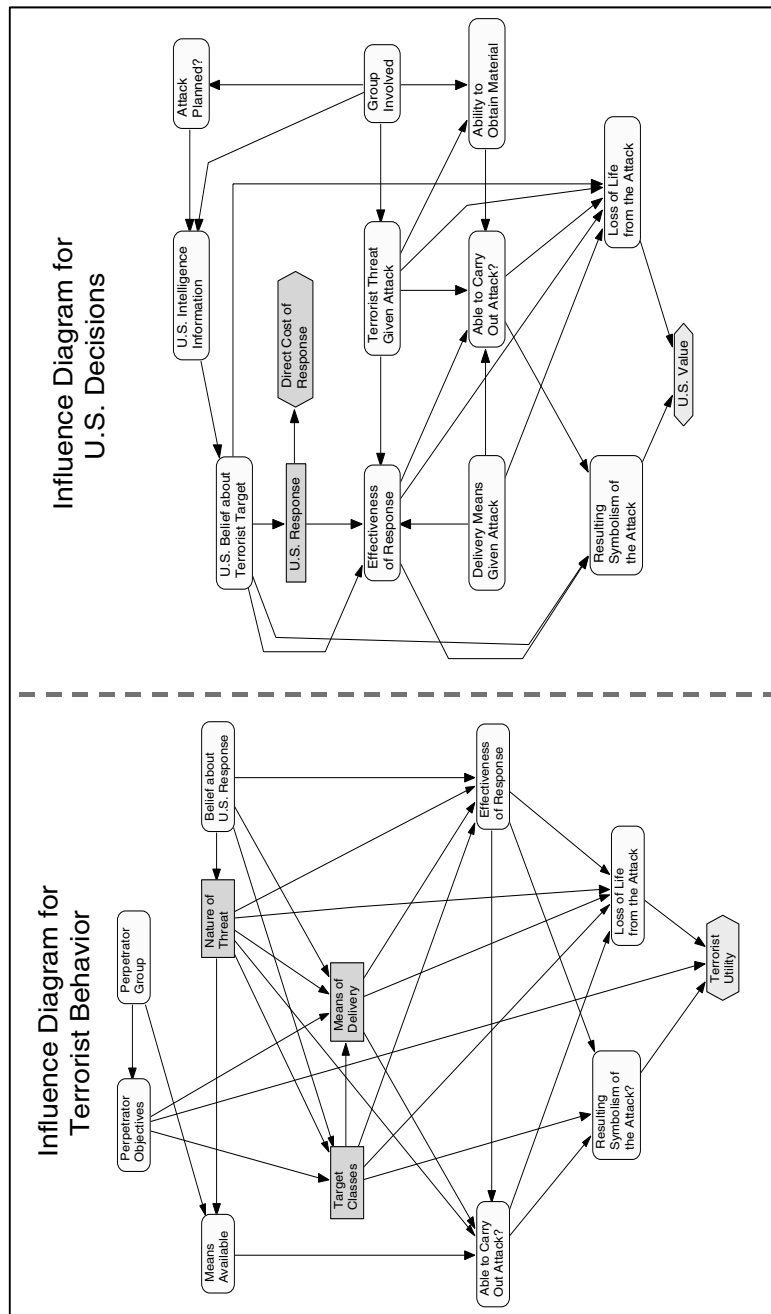 Influence Diagram for
Terrorist Behavior
Perpetrator
Objectives
Perpetrator
Group
Means
Available
Nature of
Threat
Belief about
U.S. Response
Target
Classes
Means of
Delivery
Able to Carry
Out Attack?
Effectiveness
of Response
Resulting
Symbolism of
the Attack?
Loss of Life
from the Attack
Terrorist
Utility
Influence Diagram for
U.S. Decisions
Attack
Planned?
U.S. Intelligence
Information
U.S. Belief about
Terrorist Target
U.S. Response
Direct Cost of
Response
Group
Involved
Effectiveness
of Response
Terrorist Threat
Given Attack
Delivery Means
Given Attack
Able to Carry
Out Attack?
Ability to
Obtain Material
Resulting
Symbolism of
the Attack
Loss of Life
from the Attack
U.S. Value